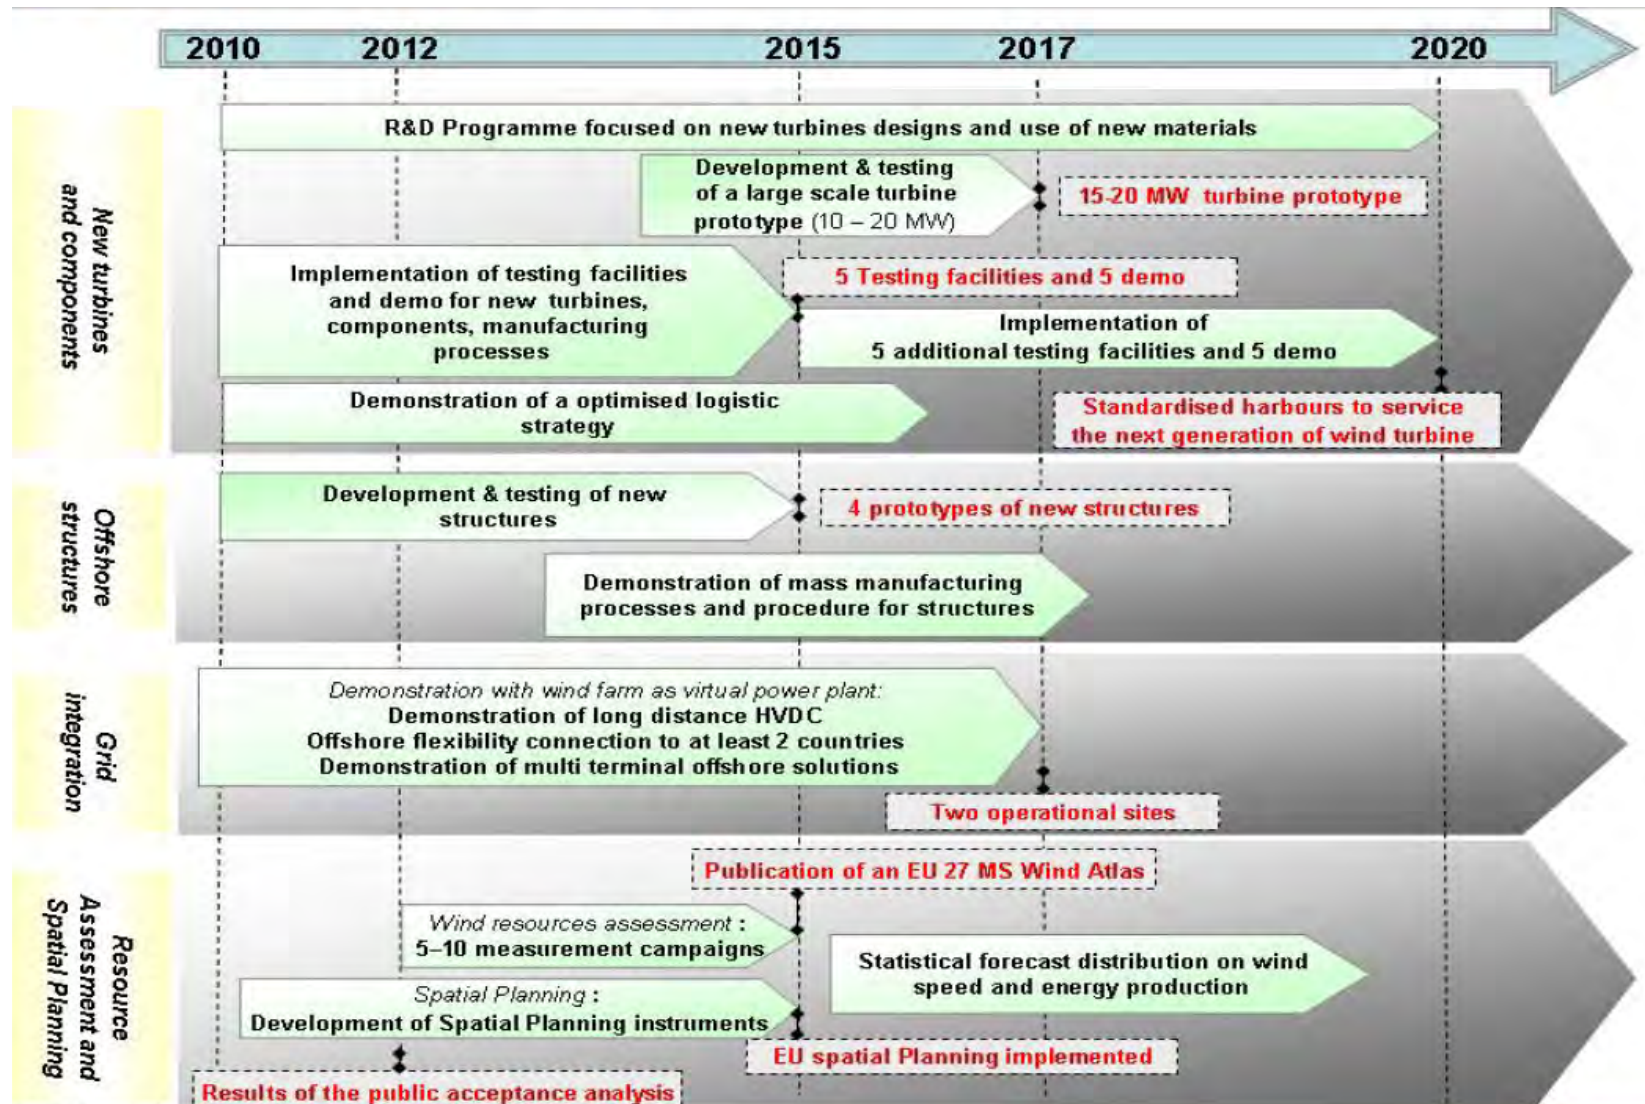 2010 2012 2015 2017 2020
New turbines
and components
R&D Programme focused on new turbines designs and use of new materials
Development & testing
of a large scale turbine
prototype (10 – 20 MW)
15-20 MW turbine prototype
Implementation of testing facilities
and demo for new turbines,
components, manufacturing
processes
5 Testing facilities and 5 demo
Implementation of
5 additional testing facilities and 5 demo
Demonstration of a optimised logistic
strategy
Standardised harbours to service
the next generation of wind turbine
Offshore
structures
Development & testing of new
structures
4 prototypes of new structures
Demonstration of mass manufacturing
processes and procedure for structures
Grid
integration
Demonstration with wind farm as virtual power plant:
Demonstration of long distance HVDC
Offshore flexibility connection to at least 2 countries
Demonstration of multi terminal offshore solutions
Two operational sites
Resource
Assessment and
Spatial Planning
Publication of an EU 27 MS Wind Atlas
Wind resources assessment :
5–10 measurement campaigns
Statistical forecast distribution on wind
speed and energy production
Spatial Planning :
Development of Spatial Planning instruments
EU spatial Planning implemented
Results of the public acceptance analysis